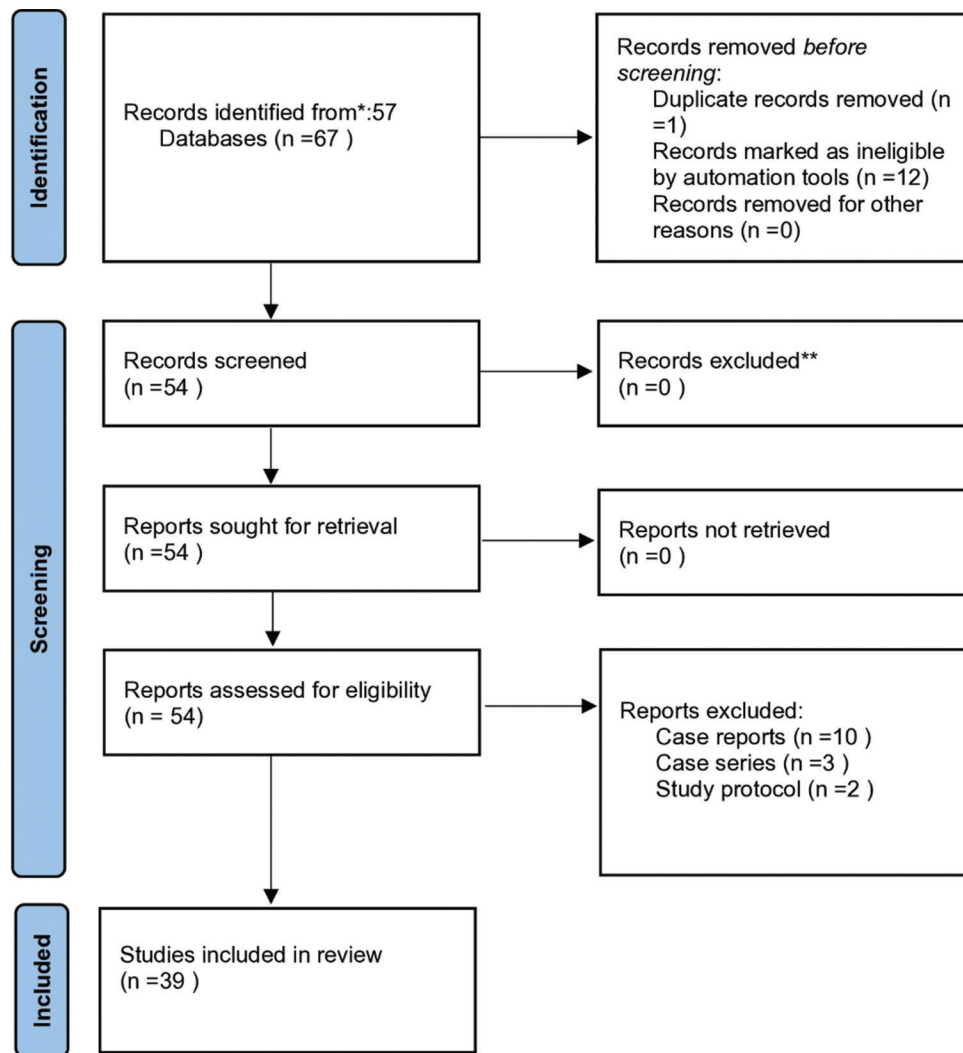 Identification
Records identified from*:57
Databases (n =67 )
Records removed before
screening:
Duplicate records removed (n
=1)
Records marked as ineligible
by automation tools (n =12)
Records removed for other
reasons (n =0)
Screening
Records screened
(n =54 )
Records excluded**
(n =0 )
Reports sought for retrieval
(n =54 )
Reports not retrieved
(n =0 )
Reports assessed for eligibility
(n = 54)
Reports excluded:
Case reports (n =10 )
Case series (n =3 )
Study protocol (n =2 )
Included
Studies included in review
(n =39 )